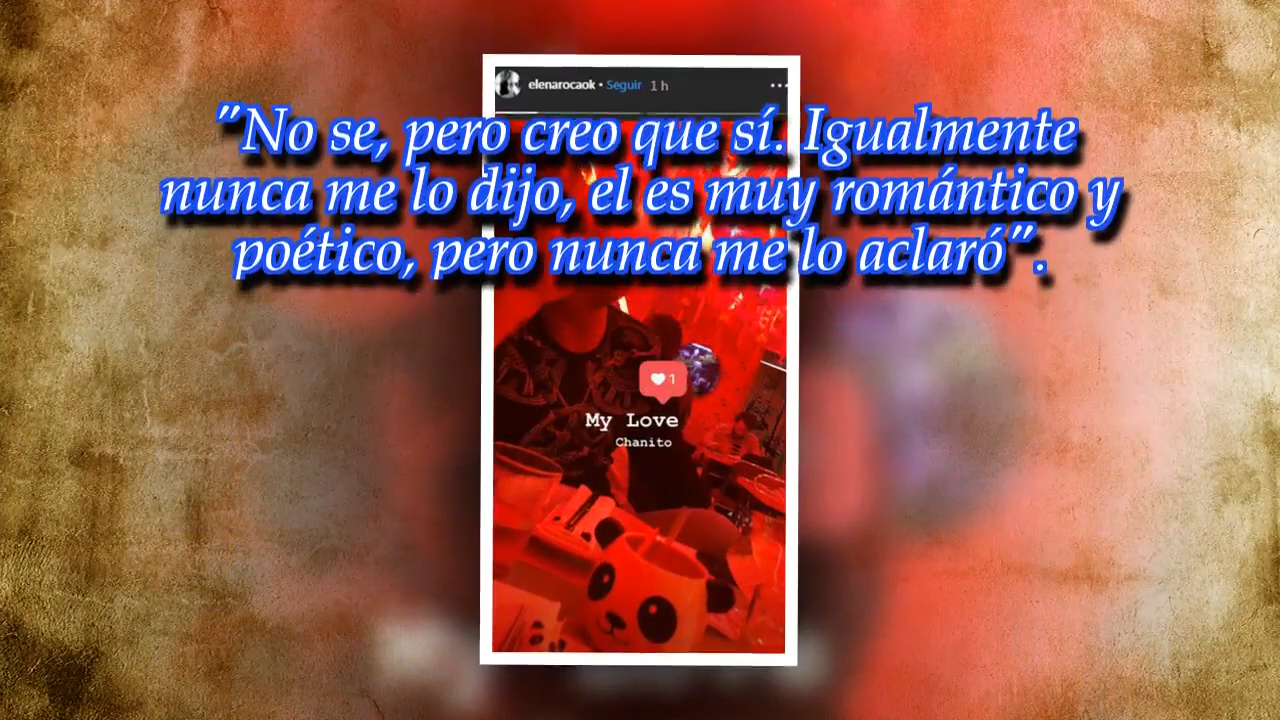 elenarocaok • Seguir 1 h
"No se, pero creo que sí. Igualmente
nunca me lo dijo, el es muy romántico y
poético, pero nunca me lo aclaró".
1
My Love
Chanito